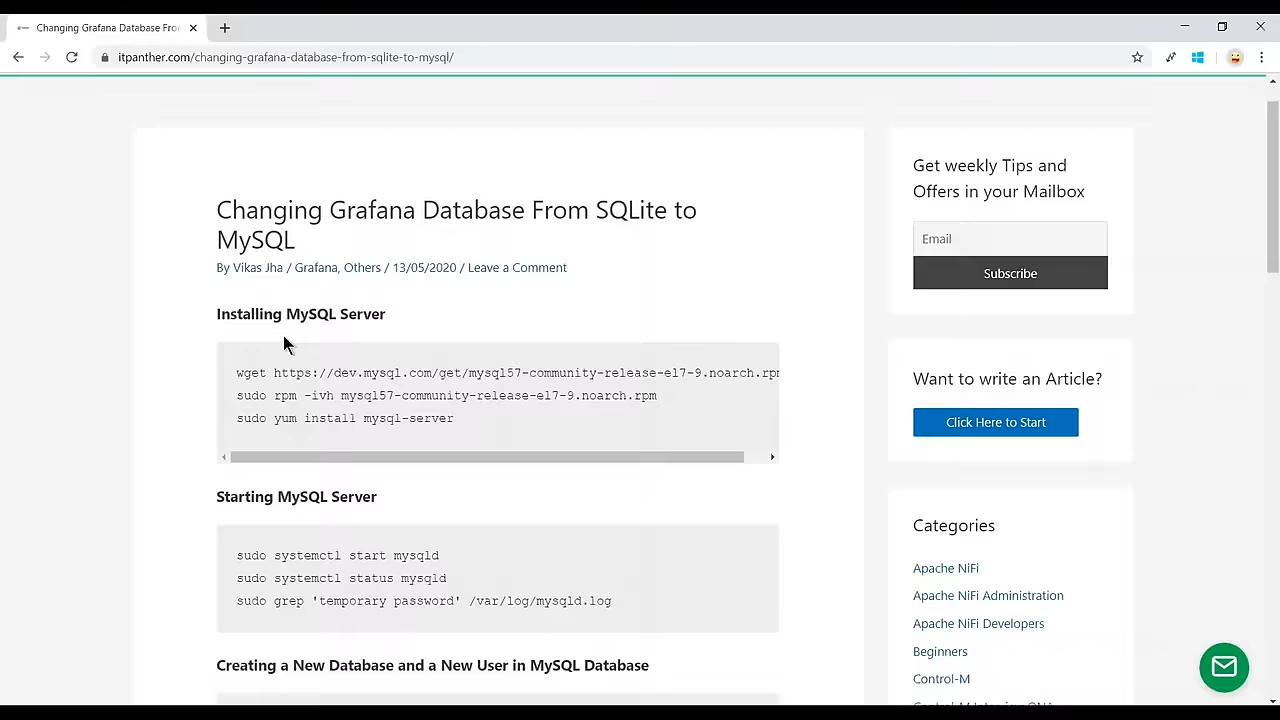 Changing Grafana Database Fro
itpanther.com/changing-grafana-database-from-sqlite-to-mysql/
Changing Grafana Database From SQLite to
MySQL
By Vikas Jha / Grafana, Others / 13/05/2020 / Leave a Comment
Installing MySQL Server
wget https://dev.mysql.com/get/mysql57-community-release-el7-9.noarch.rpm
sudo rpm -ivh mysql57-community-release-el7-9.noarch.rpm
sudo yum install mysql-server
Starting MySQL Server
sudo systemctl start mysqld
sudo systemctl status mysqld
sudo grep 'temporary password' /var/log/mysqld.log
Creating a New Database and a New User in MySQL Database
Get weekly Tips and
Offers in your Mailbox
Email
Subscribe
Want to write an Article?
Click Here to Start
Categories
Apache NiFi
Apache NiFi Administration
Apache NiFi Developers
Beginners
Control-M